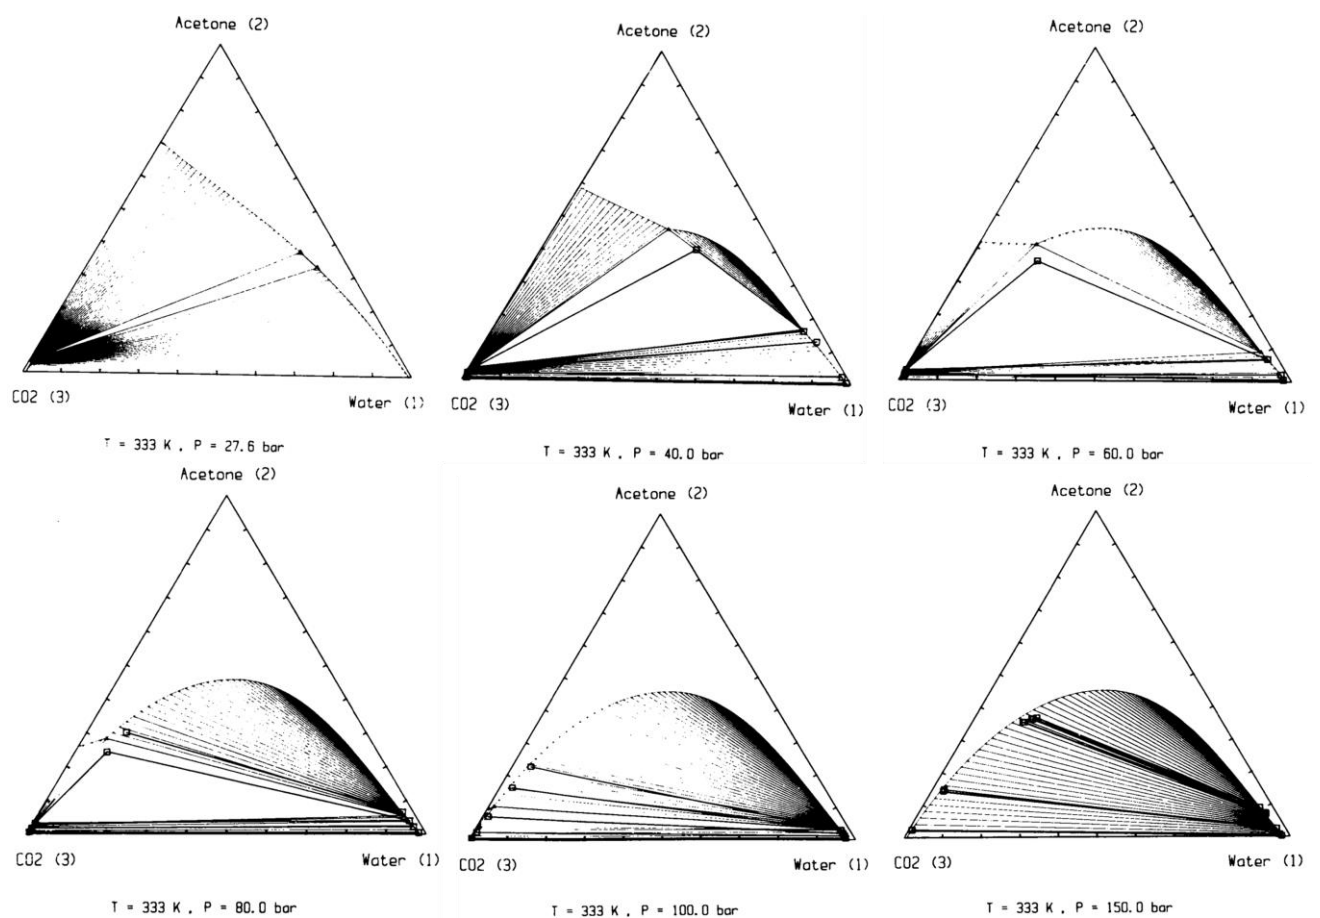 Acetone (2)
CO2 (3)
Water (1)
T = 333 K , P = 27.6 bar
Acetone (2)
CO2 (3)
Water (1)
T = 333 K , P = 40.0 bar
Acetone (2)
CO2 (3)
Water (1)
T = 333 K , P = 60.0 bar
Acetone (2)
CO2 (3)
Water (1)
T = 333 K , P = 80.0 bar
Acetone (2)
CO2 (3)
Water (1)
T = 333 K , P = 100.0 bar
Acetone (2)
CO2 (3)
Water (1)
T = 333 K , P = 150.0 bar